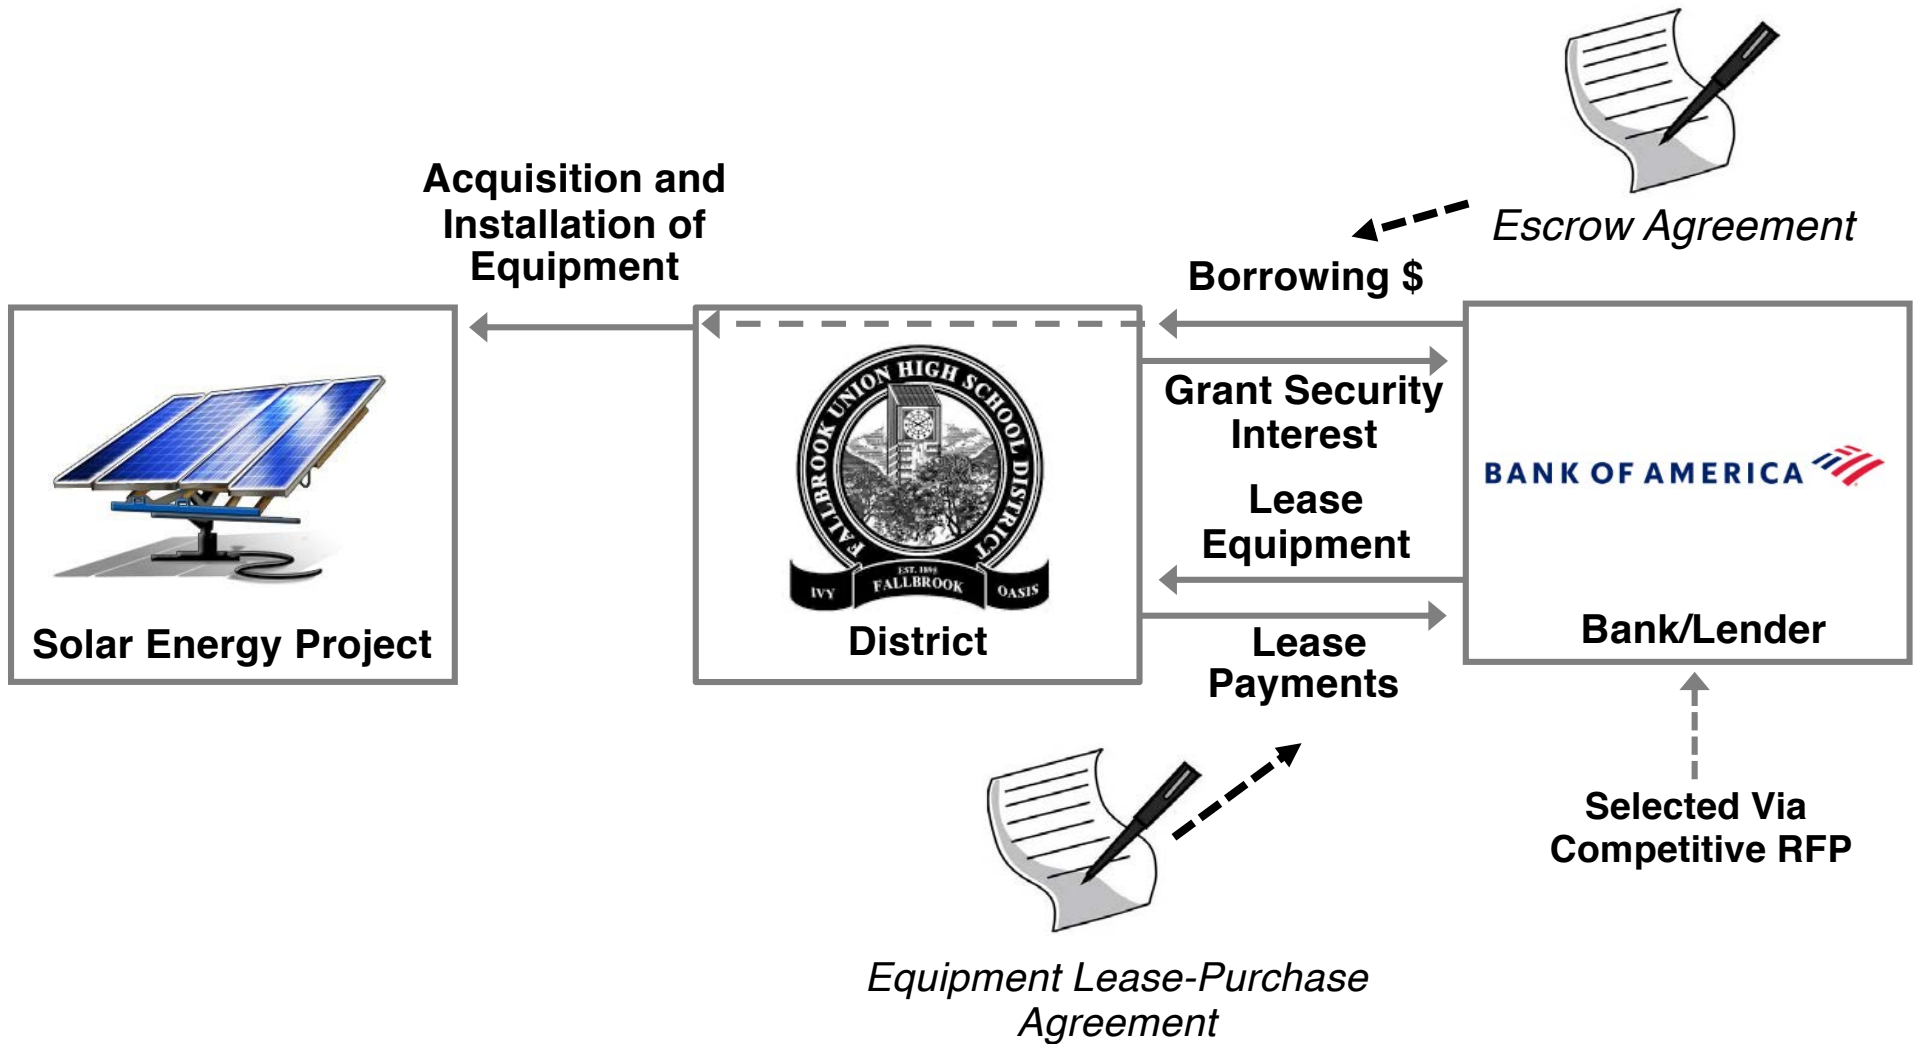 Acquisition and
Installation of
Equipment
Escrow Agreement
Borrowing $
Solar Energy Project
FALLBROOK UNION HIGH SCHOOL DISTRICT
EST. 1893
IVY
FALLBROOK
OASIS
District
Grant Security
Interest
Lease
Equipment
Lease
Payments
BANK OF AMERICA
Bank/Lender
Selected Via
Competitive RFP
Equipment Lease-Purchase
Agreement